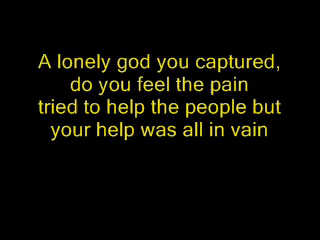 A lonely god you captured,
do you feel the pain
tried to help the people but
your help was all in vain